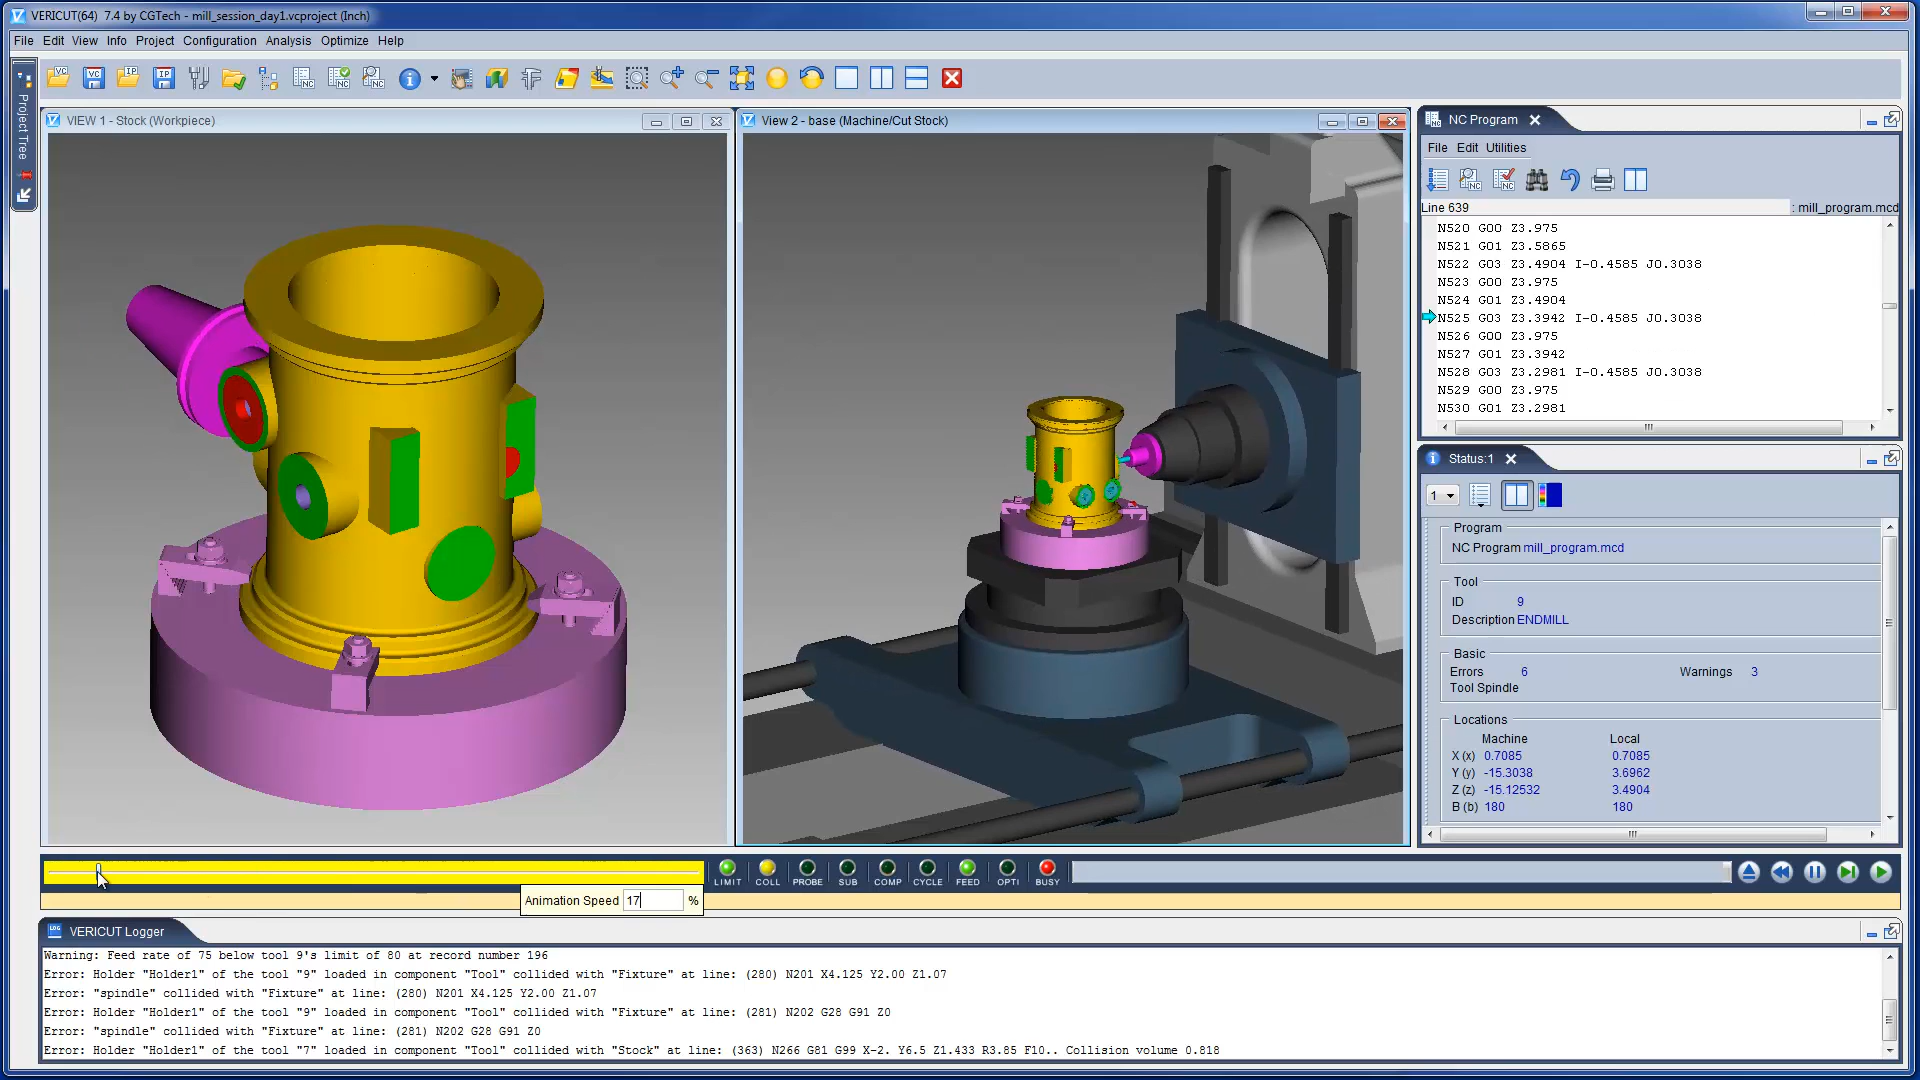 VERICUT(64)  7.4 by CGTech - mill_session_day1.vcproject (Inch)
File Edit View Info Project Configuration Analysis Optimize Help
VC VC IP IP NC NC NC
Project Tree
VIEW 1 - Stock (Workpiece)
View 2 - base (Machine/Cut Stock)
NC Program
File Edit Utilities
NC NC
Line 639 : mill_program.mcd
N520 G00 Z3.975
N521 G01 Z3.5865
N522 G03 Z3.4904 I-0.4585 J0.3038
N523 G00 Z3.975
N524 G01 Z3.4904
N525 G03 Z3.3942 I-0.4585 J0.3038
N526 G00 Z3.975
N527 G01 Z3.3942
N528 G03 Z3.2981 I-0.4585 J0.3038
N529 G00 Z3.975
N530 G01 Z3.2981
Status:1
1
Program
NC Program mill_program.mcd
Tool
ID 9
Description ENDMILL
Basic
Errors 6 Warnings 3
Tool Spindle
Locations
Machine Local
X (x) 0.7085 0.7085
Y (y) -15.3038 3.6962
Z (z) -15.12532 3.4904
B (b) 180 180
LIMIT COLL PROBE SUB COMP CYCLE FEED OPTI BUSY
Animation Speed 17 %
LOG VERICUT Logger
Warning: Feed rate of 75 below tool 9's limit of 80 at record number 196
Error: Holder "Holder1" of the tool "9" loaded in component "Tool" collided with "Fixture" at line: (280) N201 X4.125 Y2.00 Z1.07
Error: "spindle" collided with "Fixture" at line: (280) N201 X4.125 Y2.00 Z1.07
Error: Holder "Holder1" of the tool "9" loaded in component "Tool" collided with "Fixture" at line: (281) N202 G28 G91 Z0
Error: "spindle" collided with "Fixture" at line: (281) N202 G28 G91 Z0
Error: Holder "Holder1" of the tool "7" loaded in component "Tool" collided with "Stock" at line: (363) N266 G81 G99 X-2. Y6.5 Z1.433 R3.85 F10.. Collision volume 0.818